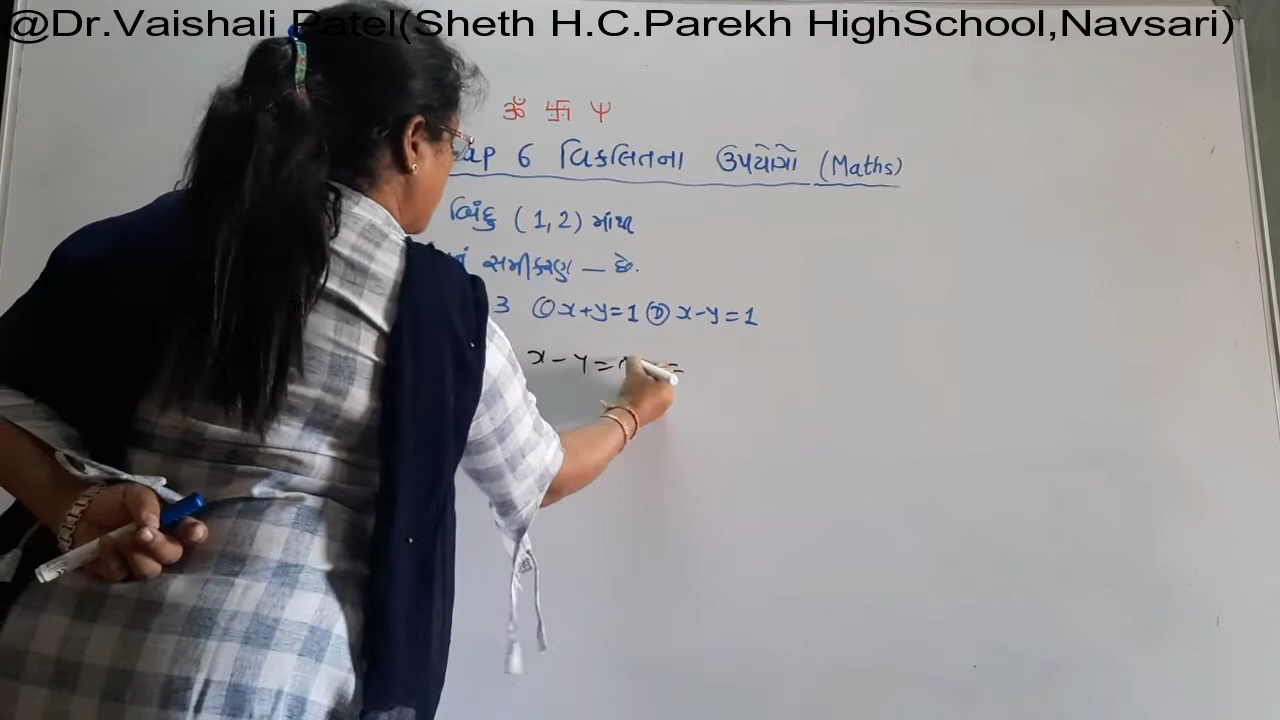 @Dr.Vaishali Patel(Sheth H.C.Parekh HighSchool,Navsari)
ॐ 卐 Ψ
6 વિકલિતના ઉપયોગો (Maths)
બિંદુ (1,2) માંથી
સમીકરણ — છે.
3 Ⓒ x+y=1 Ⓓ x-y=1
x-y=